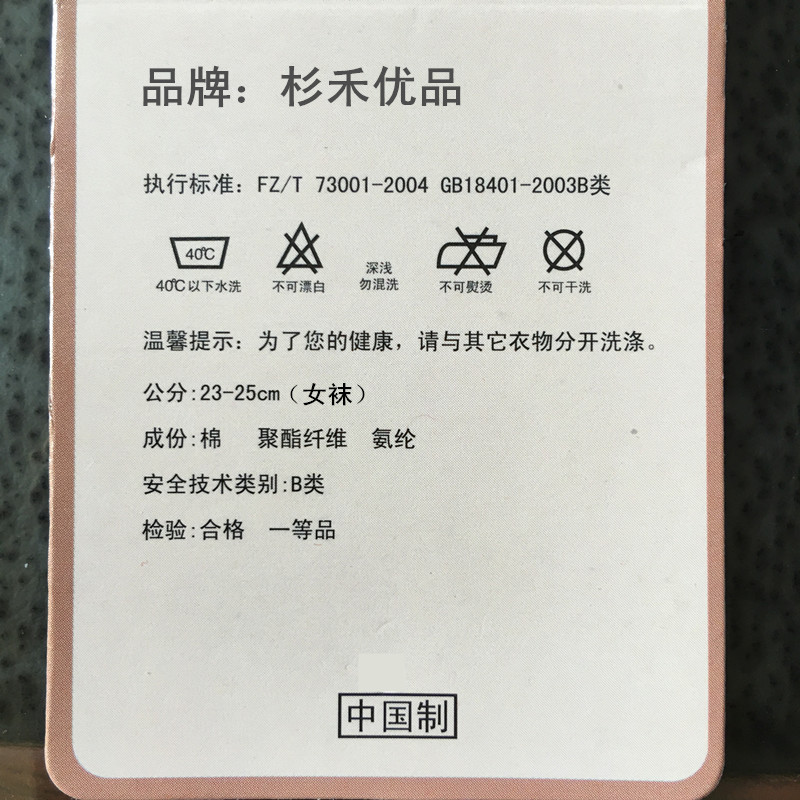 品牌：杉禾优品
执行标准：FZ/T 73001-2004 GB18401-2003B类
40℃
40℃以下水洗 不可漂白 深浅 勿混洗 不可熨烫 不可干洗
温馨提示：为了您的健康，请与其它衣物分开洗涤。
公分:23-25cm（女袜）
成份:棉 聚酯纤维 氨纶
安全技术类别:B类
检验:合格 一等品
中国制